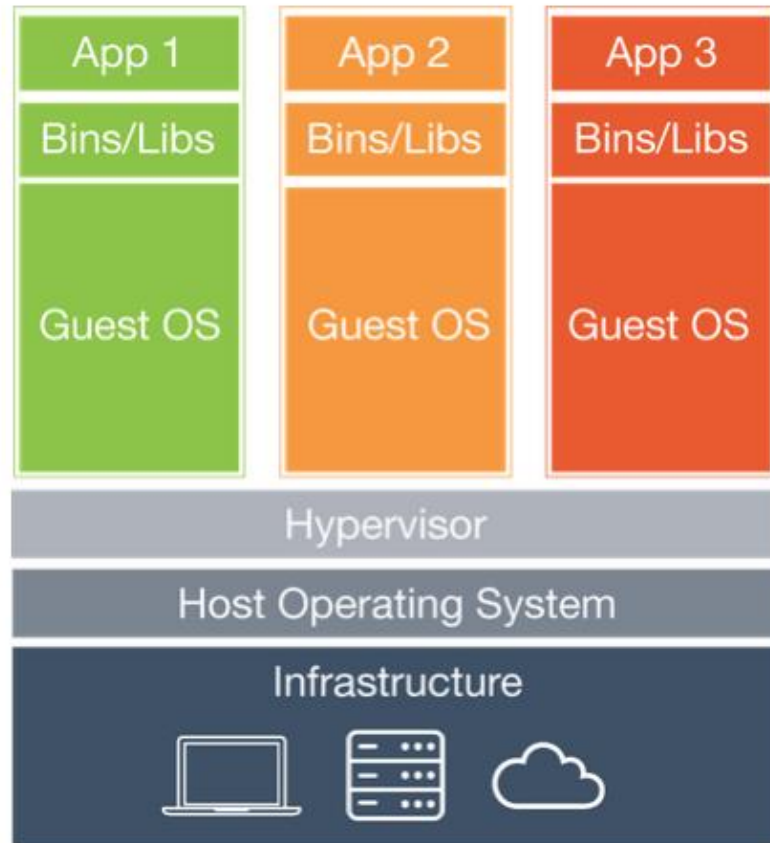 App 1
App 2
App 3
Bins/Libs
Bins/Libs
Bins/Libs
Guest OS
Guest OS
Guest OS
Hypervisor
Host Operating System
Infrastructure